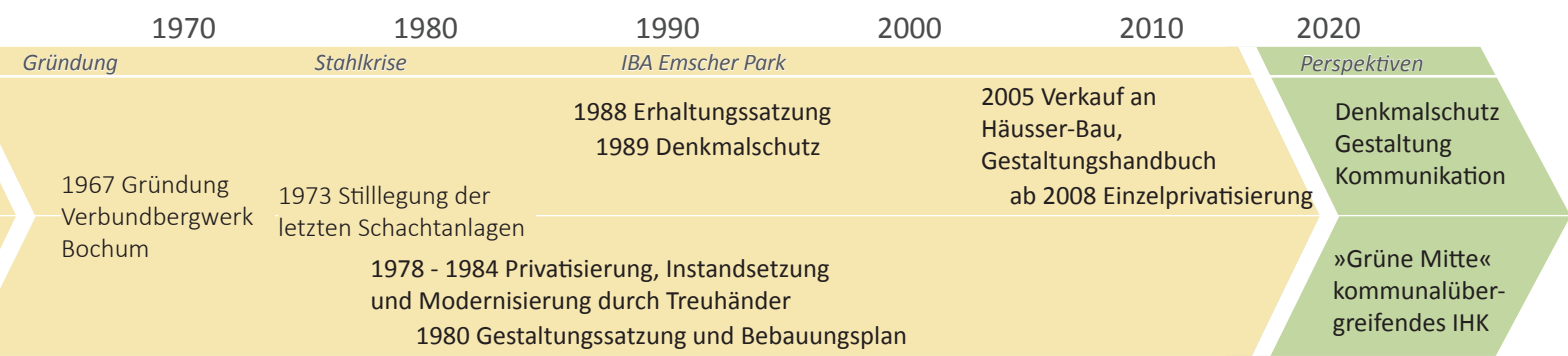 1970 1980 1990 2000 2010 2020
Gründung Stahlkrise IBA Emscher Park Perspektiven
1967 Gründung
Verbundbergwerk
Bochum
1973 Stilllegung der
letzten Schachtanlagen
1978 - 1984 Privatisierung, Instandsetzung
und Modernisierung durch Treuhänder
1980 Gestaltungssatzung und Bebauungsplan
1988 Erhaltungssatzung
1989 Denkmalschutz
2005 Verkauf an
Häusser-Bau,
Gestaltungshandbuch
ab 2008 Einzelprivatisierung
Denkmalschutz
Gestaltung
Kommunikation
»Grüne Mitte«
kommunalüber-
greifendes IHK